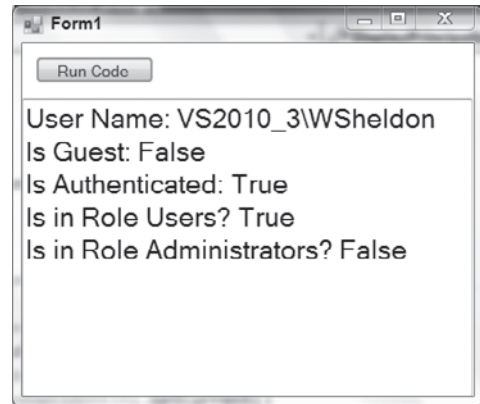 Form1
Run Code
User Name: VS2010_3\WSheldon
Is Guest: False
Is Authenticated: True
Is in Role Users? True
Is in Role Administrators? False